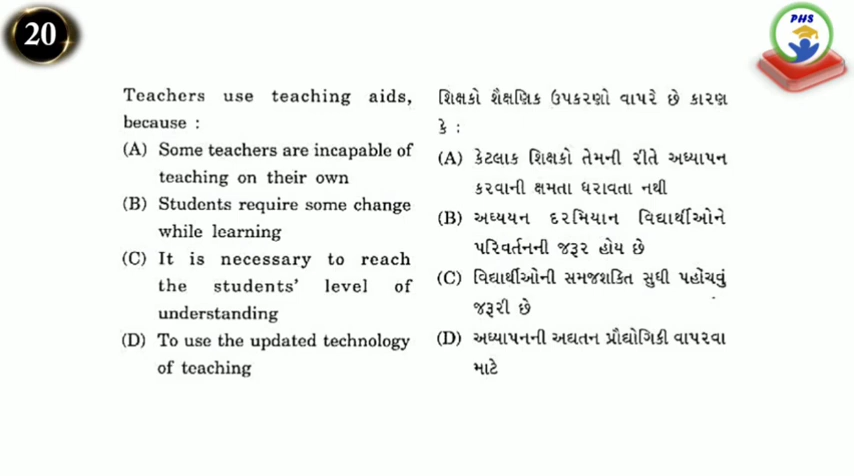 20
PHS
Teachers use teaching aids,
because :
(A) Some teachers are incapable of
teaching on their own
(B) Students require some change
while learning
(C) It is necessary to reach
the students' level of
understanding
(D) To use the updated technology
of teaching
શિક્ષકો શૈક્ષણિક ઉપકરણો વાપરે છે કારણ
કે :
(A) કેટલાક શિક્ષકો તેમની રીતે અધ્યાપન
કરવાની ક્ષમતા ધરાવતા નથી
(B) અધ્યયન દરમિયાન વિદ્યાર્થીઓને
પરિવર્તનની જરૂર હોય છે
(C) વિદ્યાર્થીઓની સમજશક્તિ સુધી પહોંચવું
જરૂરી છે
(D) અધ્યાપનની અદ્યતન પ્રૌદ્યોગિકી વાપરવા
માટે